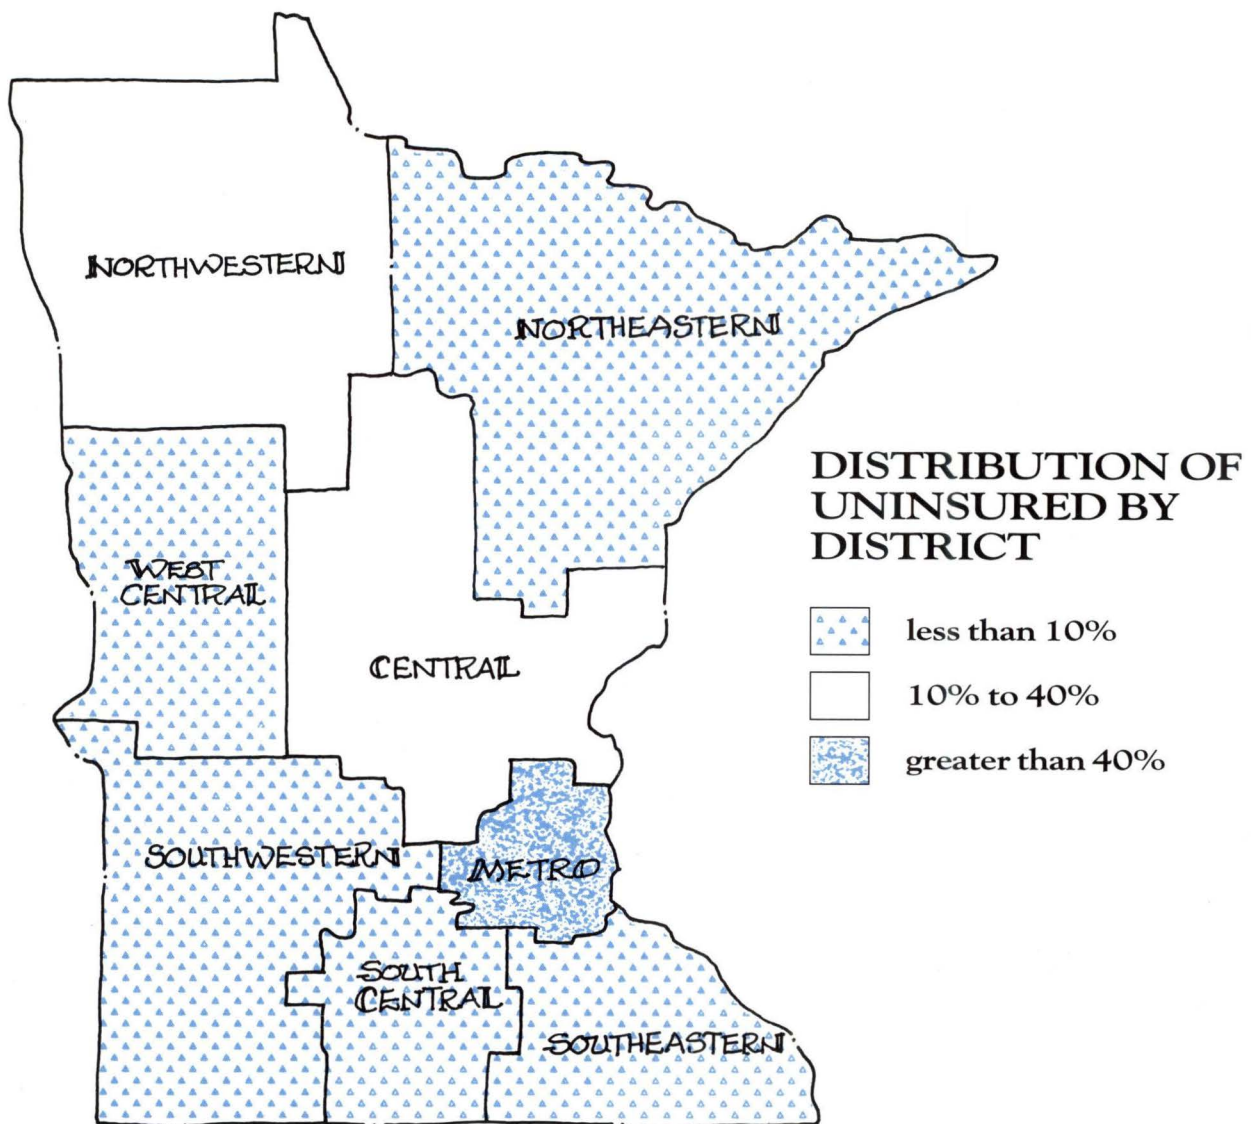 NORTHWESTERN
NORTHEASTERN
DISTRIBUTION OF
UNINSURED BY
DISTRICT
WEST
CENTRAL
less than 10%
CENTRAL
10% to 40%
greater than 40%
SOUTHWESTERN
METRO
SOUTH
CENTRAL
SOUTHEASTERN